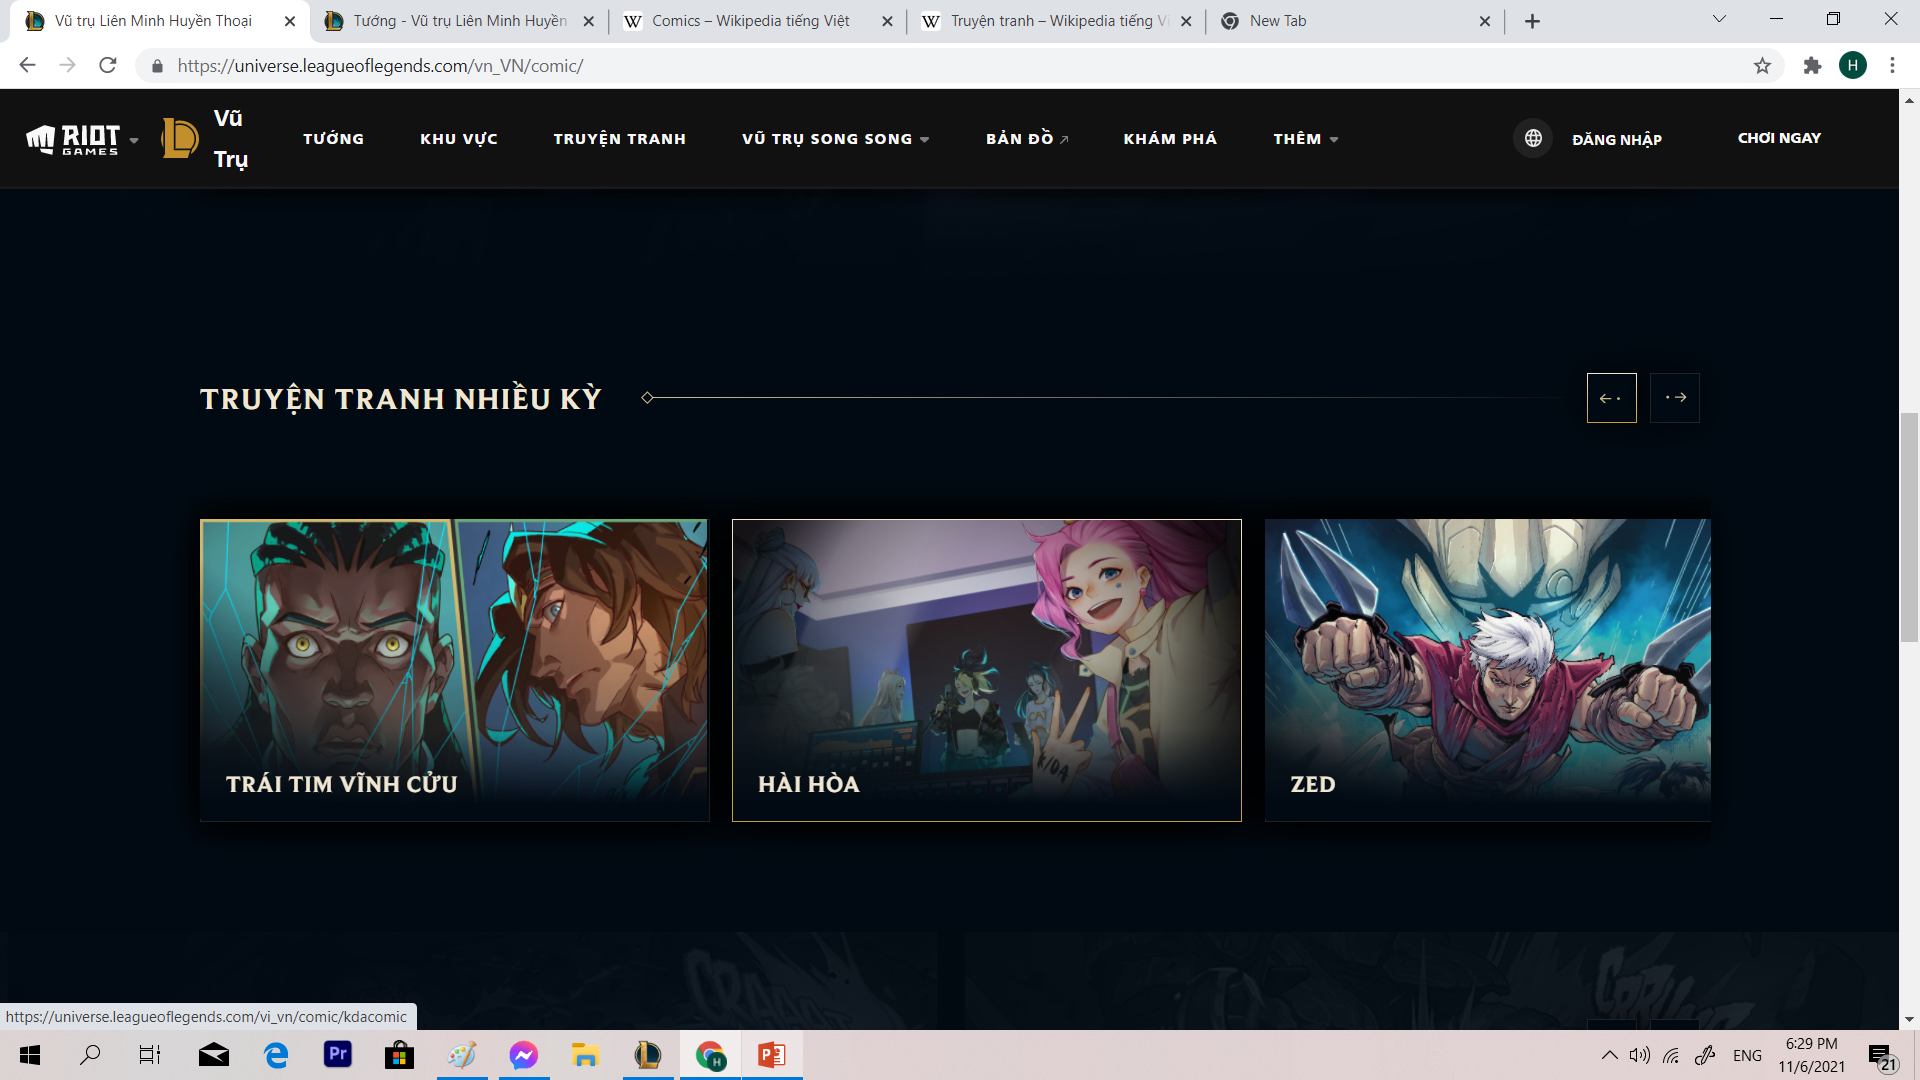 Vũ trụ Liên Minh Huyền Thoại
Tướng - Vũ trụ Liên Minh Huyền
Comics – Wikipedia tiếng Việt
Truyện tranh – Wikipedia tiếng Vi
New Tab
https://universe.leagueoflegends.com/vn_VN/comic/
H
RIOT
GAMES
Vũ
Trụ
TƯỚNG
KHU VỰC
TRUYỆN TRANH
VŨ TRỤ SONG SONG
BẢN ĐỒ
KHÁM PHÁ
THÊM
ĐĂNG NHẬP
CHƠI NGAY
TRUYỆN TRANH NHIỀU KỲ
K/DA
TRÁI TIM VĨNH CỬU
HÀI HÒA
ZED
https://universe.leagueoflegends.com/vi_vn/comic/kdacomic
Pr
H
ENG
6:29 PM
11/6/2021
21